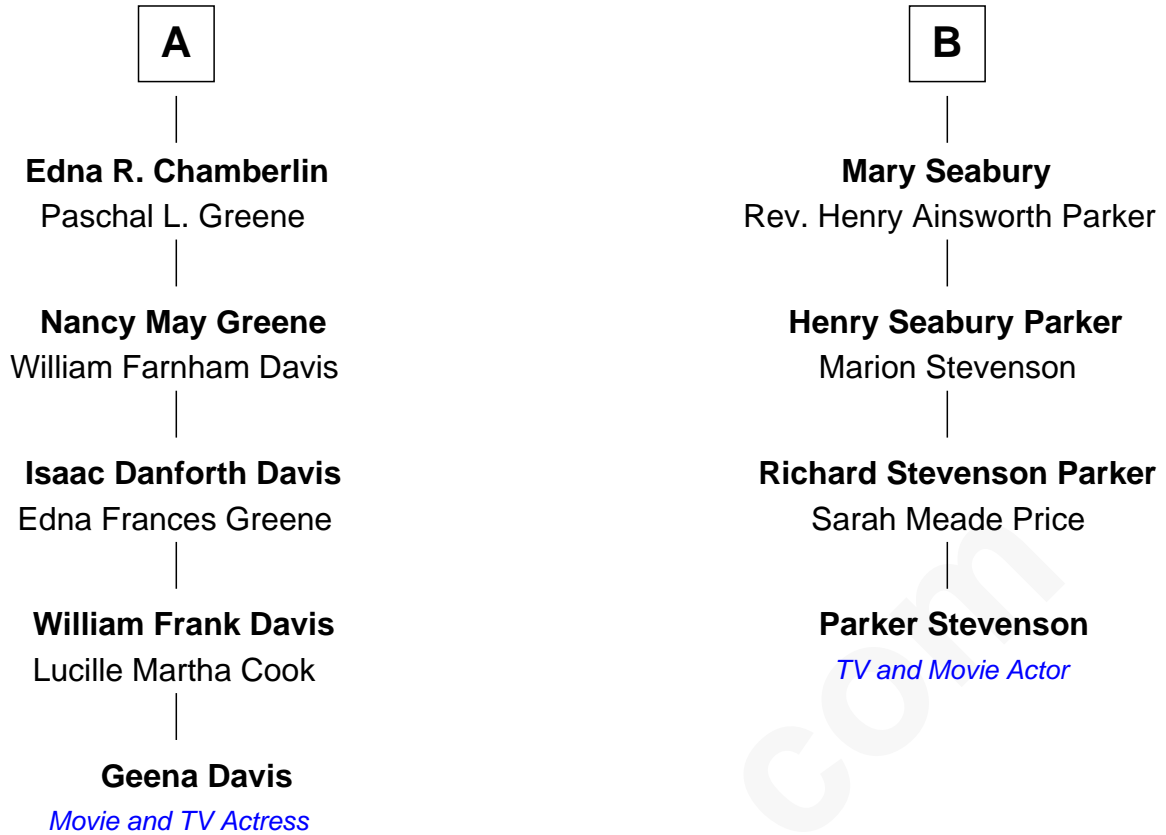 A
Edna R. Chamberlin
Paschal L. Greene
Nancy May Greene
William Farnham Davis
Isaac Danforth Davis
Edna Frances Greene
William Frank Davis
Lucille Martha Cook
Geena Davis
Movie and TV Actress
B
Mary Seabury
Rev. Henry Ainsworth Parker
Henry Seabury Parker
Marion Stevenson
Richard Stevenson Parker
Sarah Meade Price
Parker Stevenson
TV and Movie Actor
com